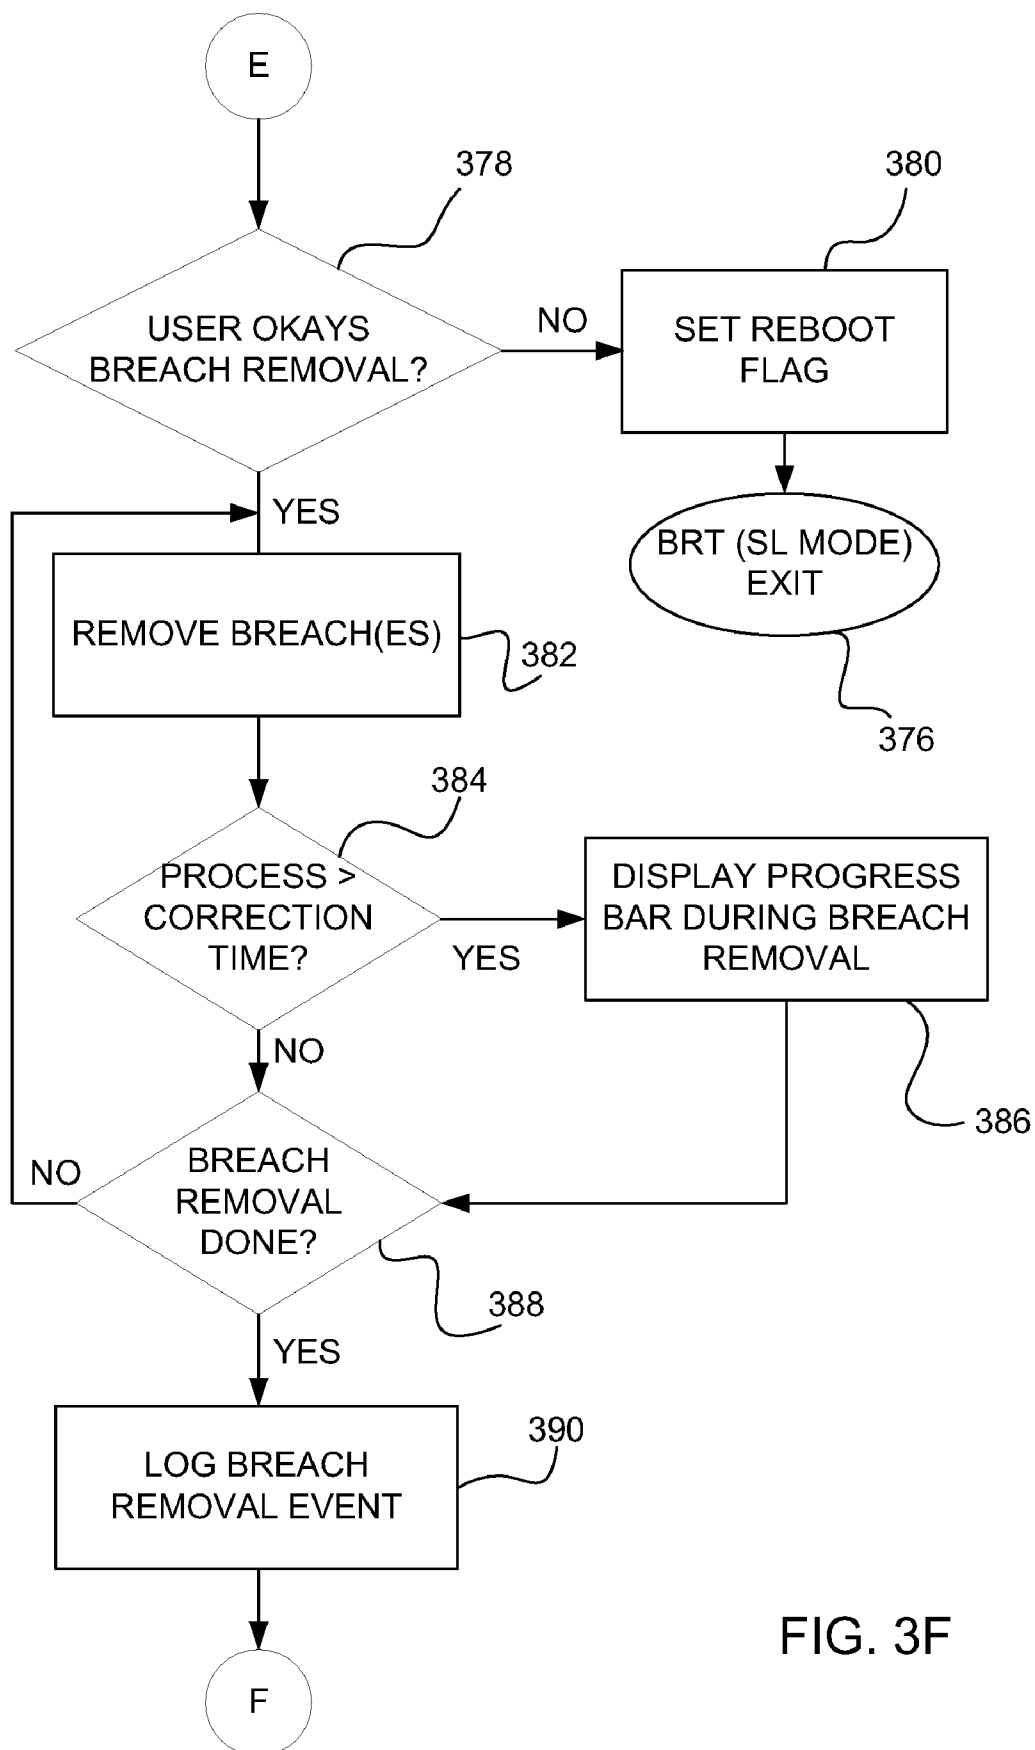 E
378
380
USER OKAYS
BREACH REMOVAL?
NO
SET REBOOT
FLAG
YES
BRT (SL MODE)
EXIT
REMOVE BREACH(ES)
382
376
384
PROCESS >
CORRECTION
TIME?
YES
DISPLAY PROGRESS
BAR DURING BREACH
REMOVAL
NO
386
NO
BREACH
REMOVAL
DONE?
388
YES
390
LOG BREACH
REMOVAL EVENT
FIG. 3F
F